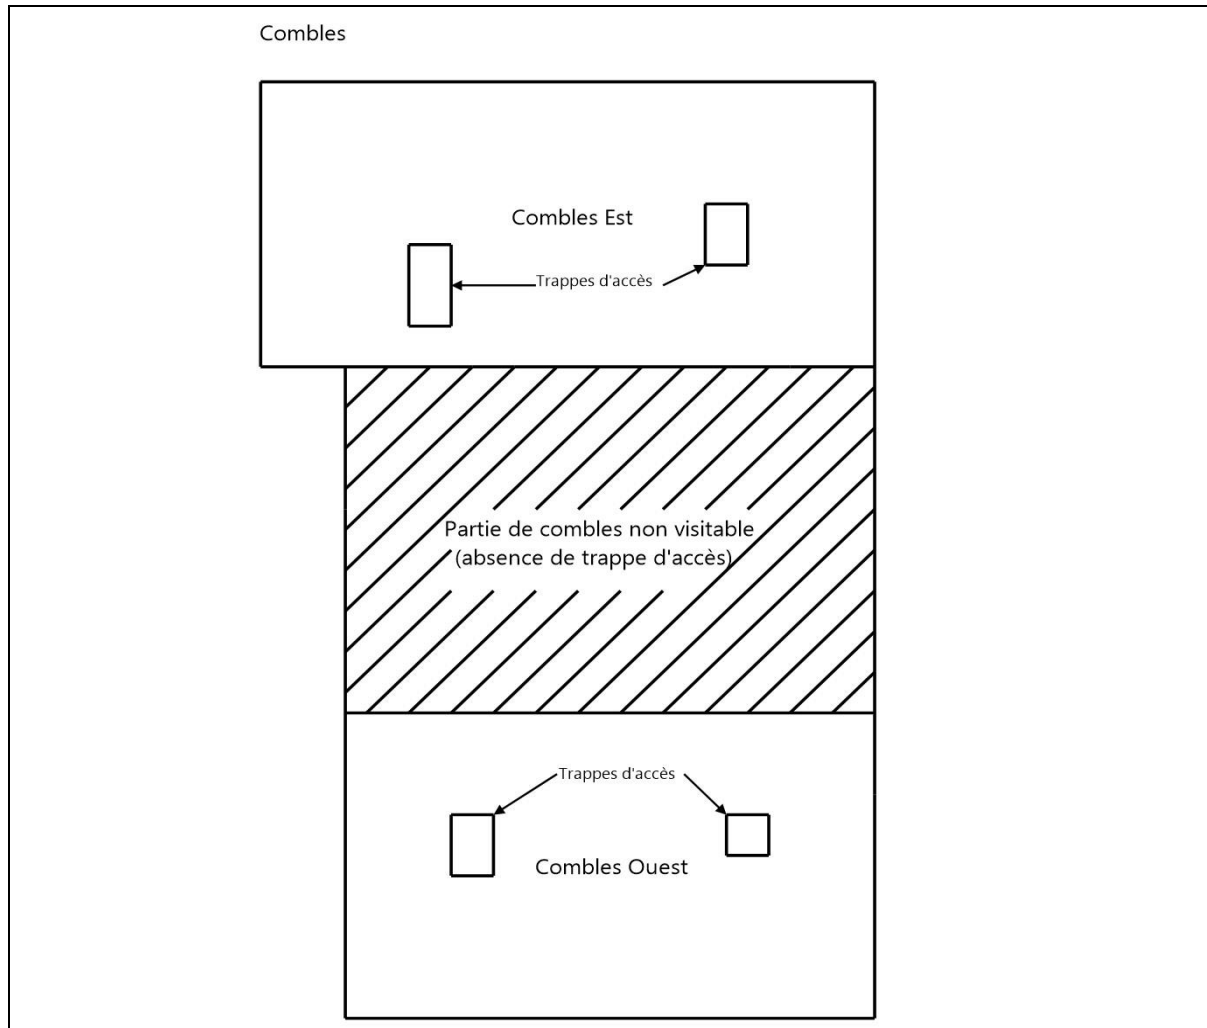 Combles
Combles Est
Trappes d'accès
Partie de combles non visitable
(absence de trappe d'accès)
Trappes d'accès
Combles Ouest